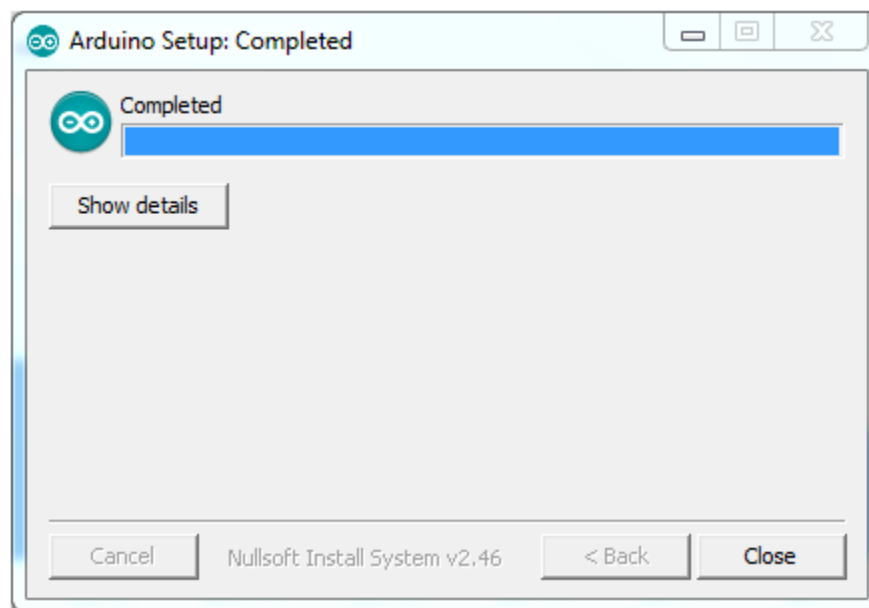 Arduino Setup: Completed
Completed
Show details
Cancel Nullsoft Install System v2.46 < Back Close